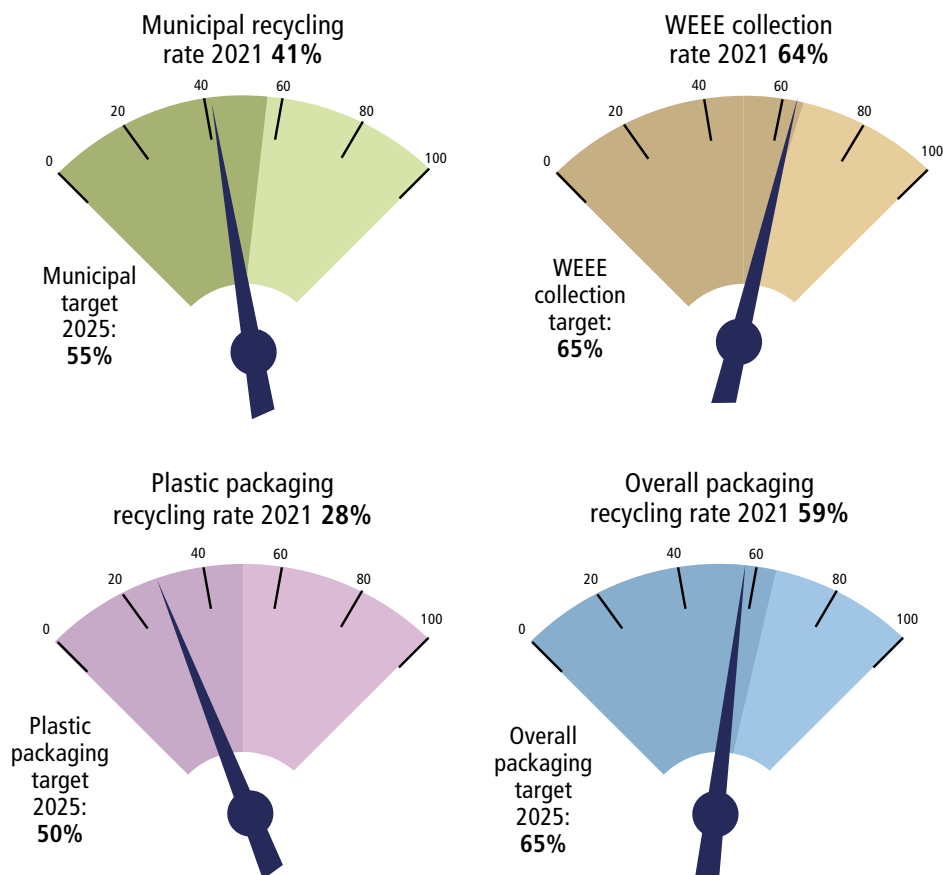 Municipal recycling
rate 2021 41%
0
20
40
60
80
100
Municipal
target
2025:
55%
WEEE collection
rate 2021 64%
0
20
40
60
80
100
WEEE
collection
target:
65%
Plastic packaging
recycling rate 2021 28%
0
20
40
60
80
100
Plastic
packaging
target
2025:
50%
Overall packaging
recycling rate 2021 59%
0
20
40
60
80
100
Overall
packaging
target
2025:
65%